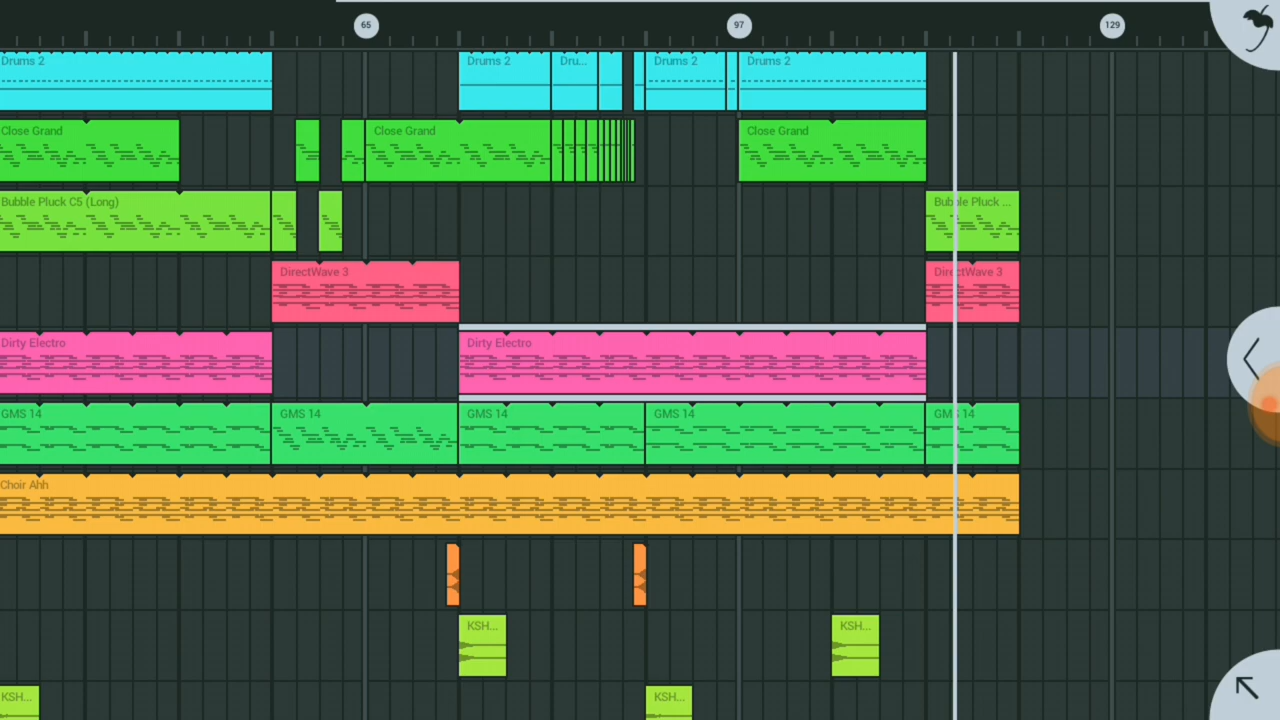 65 97 129
Drums 2 Drums 2 Dru... Drums 2 Drums 2
Close Grand Close Grand Close Grand
Bubble Pluck C5 (Long) Bubble Pluck ...
DirectWave 3 DirectWave 3
Dirty Electro Dirty Electro
GMS 14 GMS 14 GMS 14 GMS 14 GMS 14
Choir Ahh
KSH... KSH...
KSH... KSH...